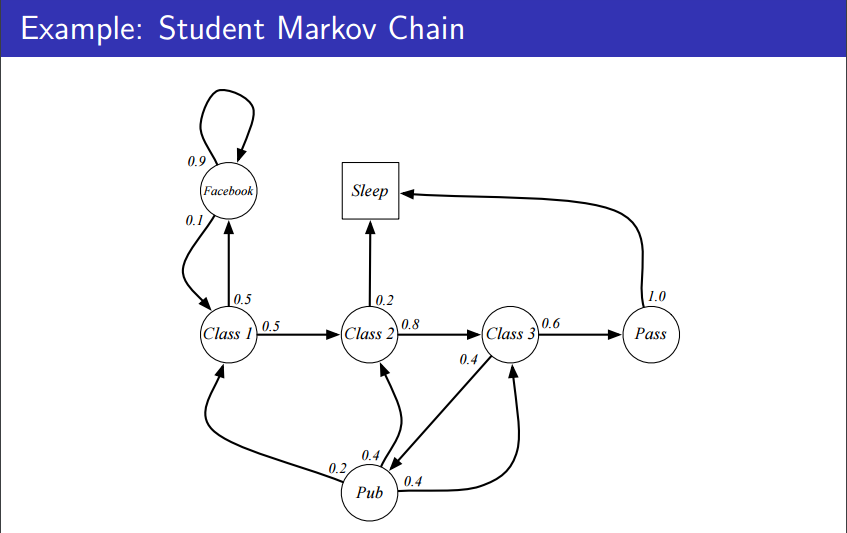 Example: Student Markov Chain
0.9
Facebook
Sleep
0.1
0.5
0.2
1.0
Class 1
0.5
Class 2
0.8
Class 3
0.6
Pass
0.4
0.4
0.2
Pub
0.4